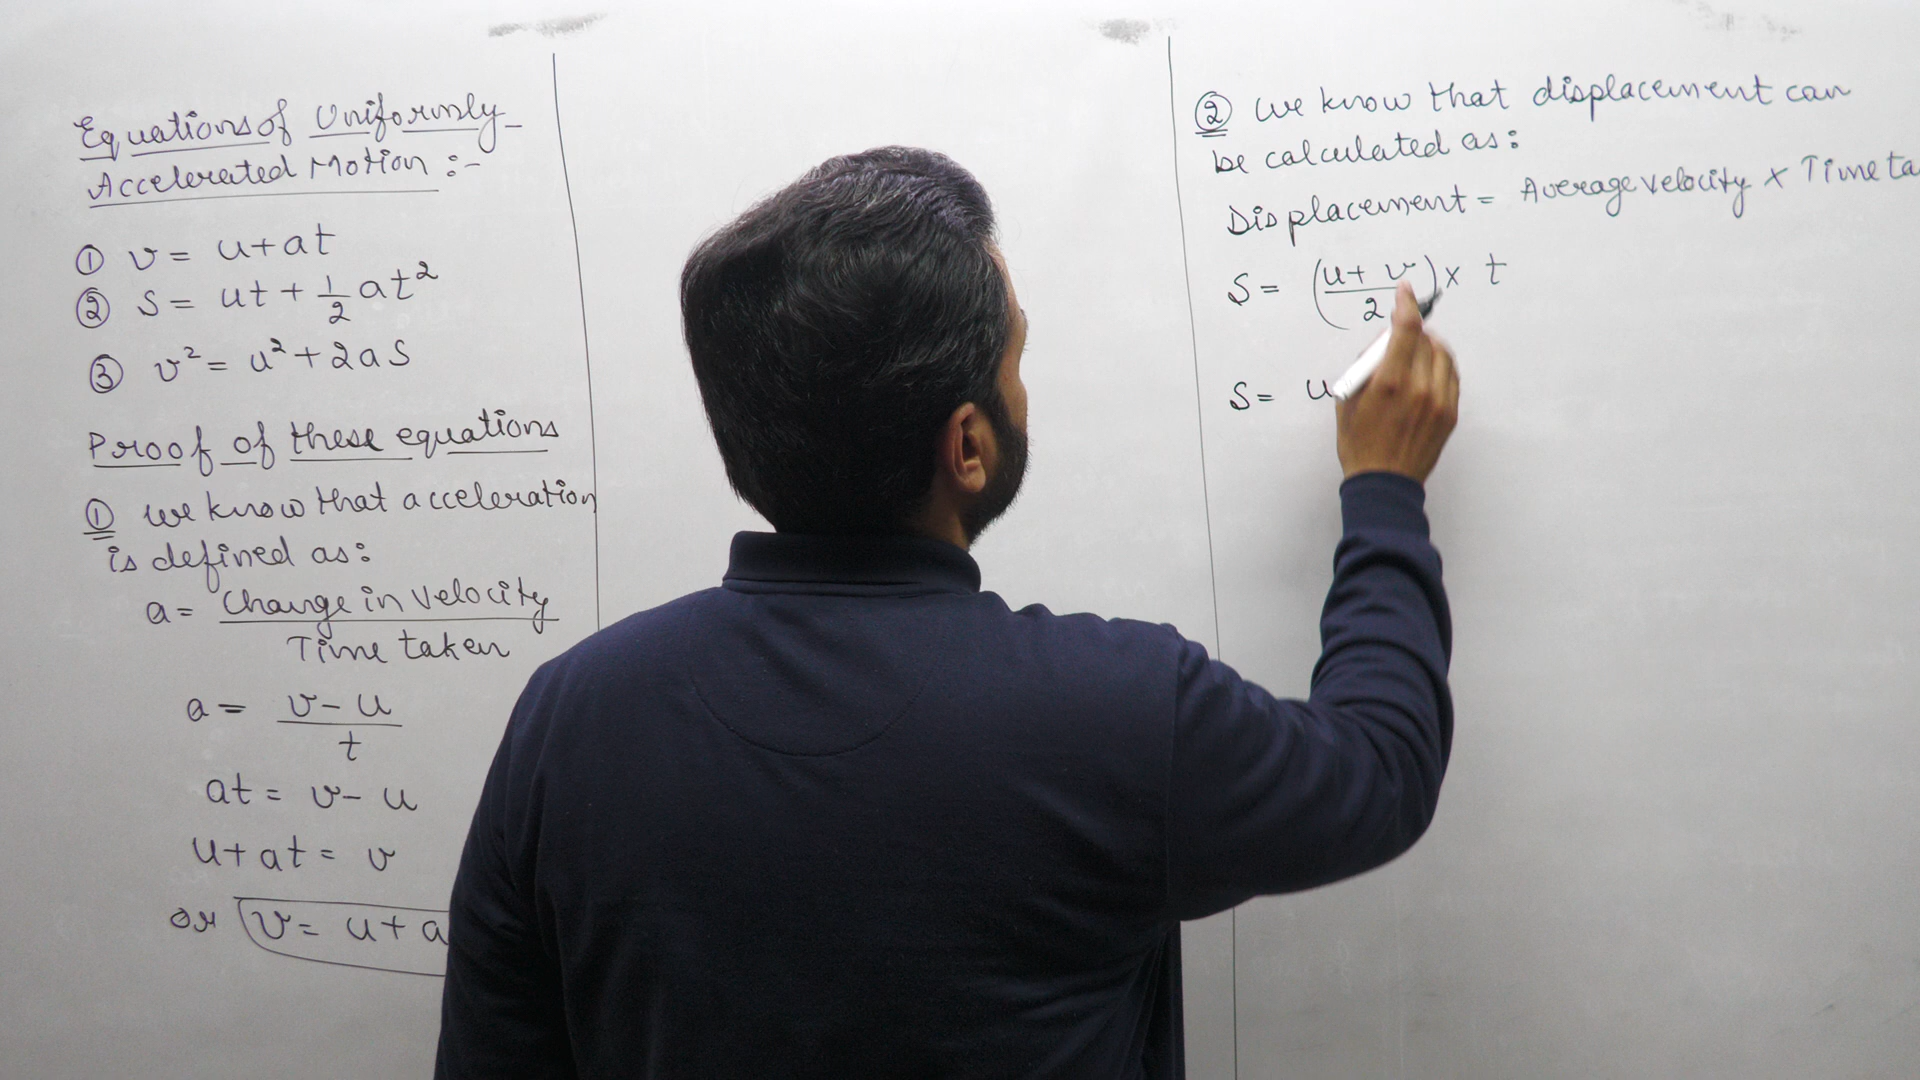 Equations of Uniformly
Accelerated Motion :-
① v = u + at
② S = ut + 1/2 at²
③ v² = u² + 2aS
Proof of these equations
① We know that acceleration
is defined as:
a = Change in Velocity
Time taken
a = v - u
t
at = v - u
u + at = v
or v = u + a
② We know that displacement can
be calculated as:
Displacement = Average velocity × Time ta
S = (u + v / 2) × t
S = u